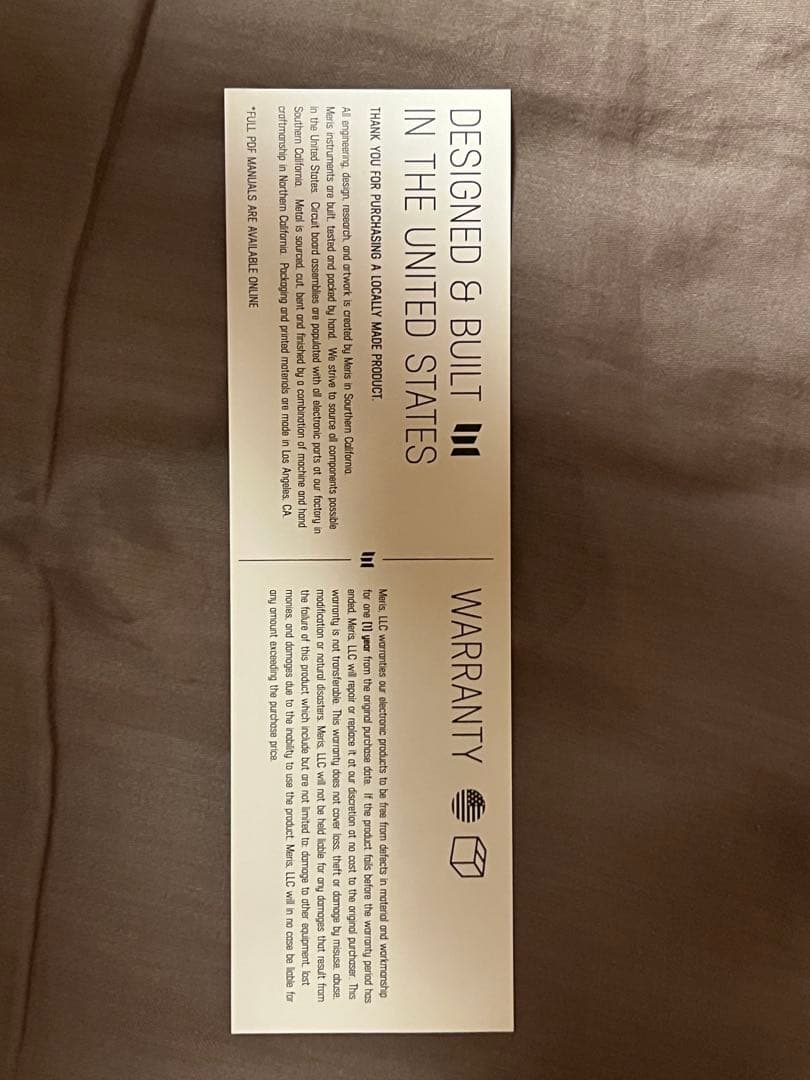 DESIGNED & BUILT
IN THE UNITED STATES
THANK YOU FOR PURCHASING A LOCALLY MADE PRODUCT.
All engineering, design, research, and artwork is created by Meris in Sourthern California.
Meris instruments are built, tested and packed by hand. We strive to source all components possible
in the United States. Circuit board assemblies are populated with all electronic parts at our factory in
Southern California. Metal is sourced, cut, bent and finished by a combination of machine and hand
craftmanship in Northern California. Packaging and printed materials are made in Los Angeles, CA.
*FULL PDF MANUALS ARE AVAILABLE ONLINE
WARRANTY
Meris, LLC warranties our electronic products to be free from defects in material and workmanship
for one (1) year from the original purchase date. If the product fails before the warranty period has
ended, Meris, LLC will repair or replace it at our discretion at no cost to the original purchaser. This
warranty is not transferable. This warranty does not cover loss, theft or damage by misuse, abuse,
modification or natural disasters. Meris, LLC will not be held liable for any damages that result from
the failure of this product which include but are not limited to: damage to other equipment, lost
monies, and damages due to the inability to use the product. Meris, LLC will in no case be liable for
any amount exceeding the purchase price.